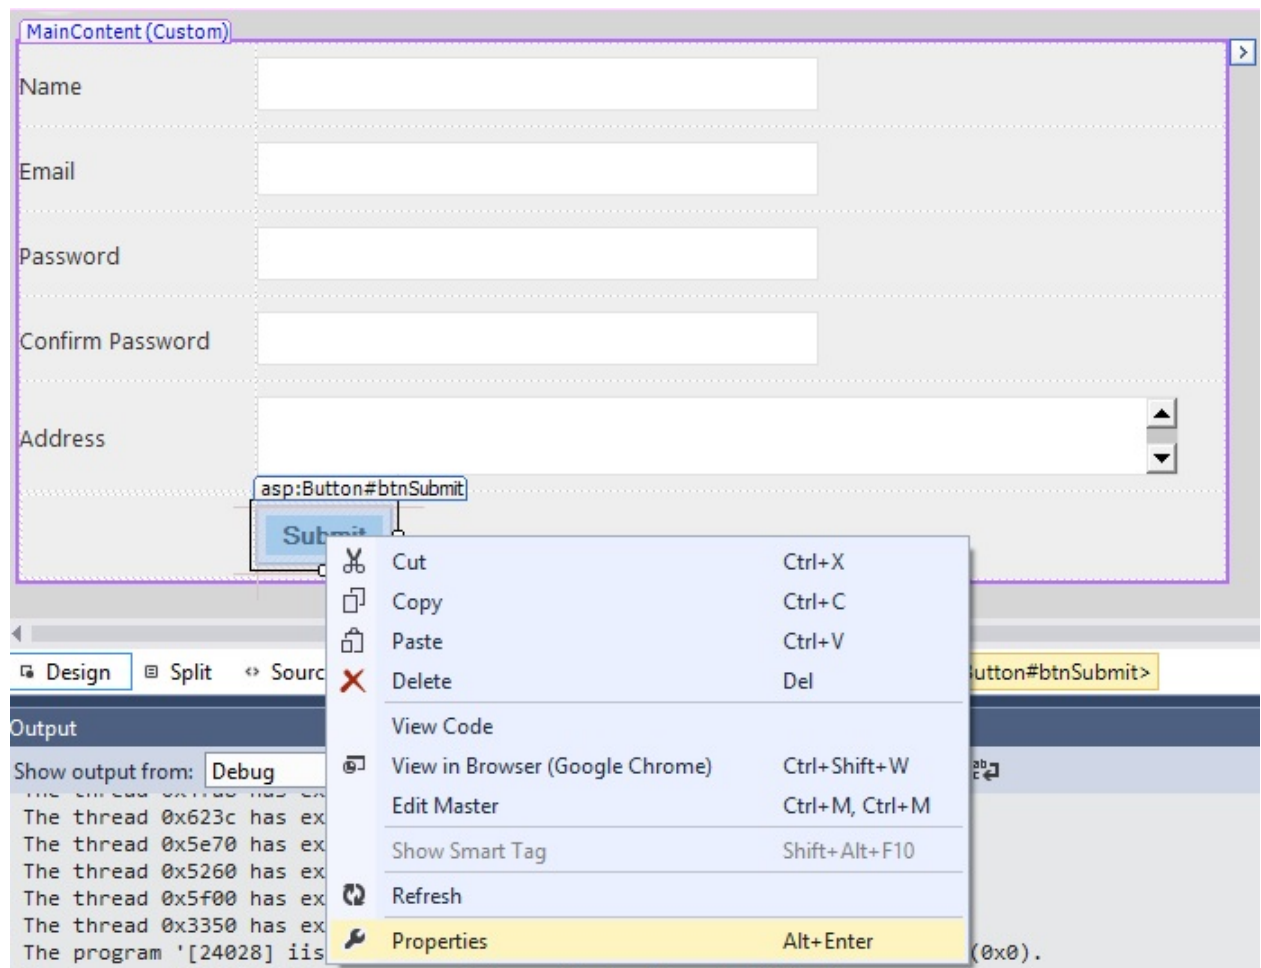 MainContent (Custom)
Name
Email
Password
Confirm Password
Address
asp:Button#btnSubmit
Submit
Cut Ctrl+X
Copy Ctrl+C
Paste Ctrl+V
Delete Del
View Code
View in Browser (Google Chrome) Ctrl+Shift+W
Edit Master Ctrl+M, Ctrl+M
Show Smart Tag Shift+Alt+F10
Refresh
Properties Alt+Enter
Design Split Sourc
utton#btnSubmit>
Output
Show output from: Debug
The thread 0x623c has ex
The thread 0x5e70 has ex
The thread 0x5260 has ex
The thread 0x5f00 has ex
The thread 0x3350 has ex
The program '[24028] iis (0x0).